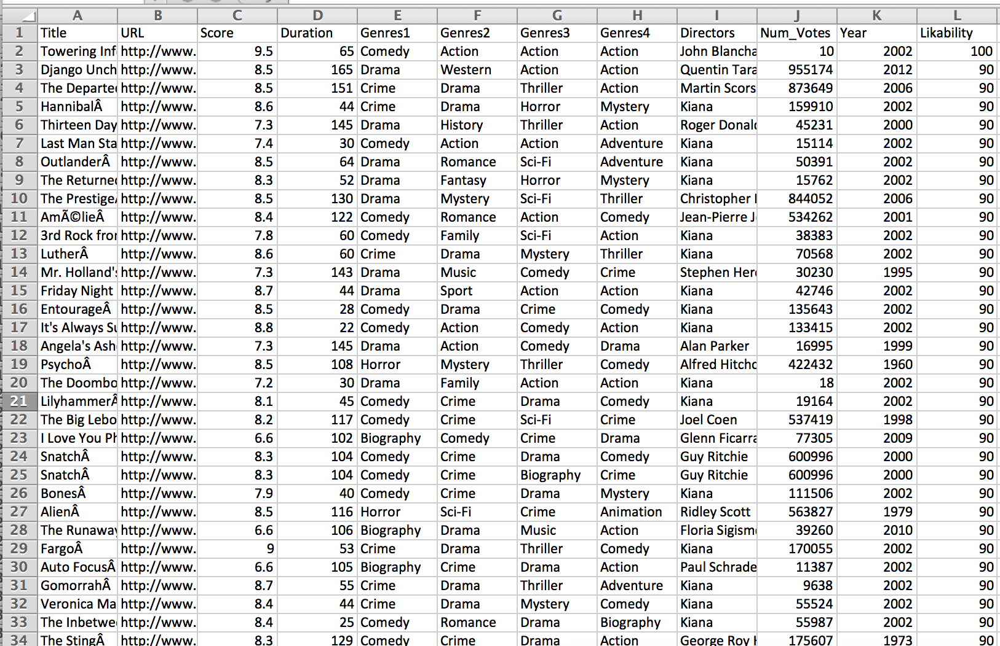 A B C D E F G H I J K L
1 Title URL Score Duration Genres1 Genres2 Genres3 Genres4 Directors Num_Votes Year Likability
2 Towering Inf http://www. 9.5 65 Comedy Action Action Action John Blancha 10 2002 100
3 Django Unch http://www. 8.5 165 Drama Western Action Action Quentin Tara 955174 2012 90
4 The Departe http://www. 8.5 151 Crime Drama Thriller Action Martin Scors 873649 2006 90
5 HannibalÂ http://www. 8.6 44 Crime Drama Horror Mystery Kiana 159910 2002 90
6 Thirteen Day http://www. 7.3 145 Drama History Thriller Action Roger Donald 45231 2000 90
7 Last Man Sta http://www. 7.4 30 Comedy Action Action Adventure Kiana 15114 2002 90
8 OutlanderÂ http://www. 8.5 64 Drama Romance Sci-Fi Adventure Kiana 50391 2002 90
9 The Returned http://www. 8.3 52 Drama Fantasy Horror Mystery Kiana 15762 2002 90
10 The Prestige http://www. 8.5 130 Drama Mystery Sci-Fi Thriller Christopher 844052 2006 90
11 AmÃ©lieÂ http://www. 8.4 122 Comedy Romance Action Comedy Jean-Pierre J 534262 2001 90
12 3rd Rock fror http://www. 7.8 60 Comedy Family Sci-Fi Action Kiana 38383 2002 90
13 LutherÂ http://www. 8.6 60 Crime Drama Mystery Thriller Kiana 70568 2002 90
14 Mr. Holland's http://www. 7.3 143 Drama Music Comedy Crime Stephen Here 30230 1995 90
15 Friday Night http://www. 8.7 44 Drama Sport Action Action Kiana 42746 2002 90
16 EntourageÂ http://www. 8.5 28 Comedy Drama Crime Comedy Kiana 135643 2002 90
17 It's Always Su http://www. 8.8 22 Comedy Action Comedy Action Kiana 133415 2002 90
18 Angela's Ash http://www. 7.3 145 Drama Action Comedy Drama Alan Parker 16995 1999 90
19 PsychoÂ http://www. 8.5 108 Horror Mystery Thriller Comedy Alfred Hitchc 422432 1960 90
20 The Doombo http://www. 7.2 30 Drama Family Action Action Kiana 18 2002 90
21 LilyhammerÂ http://www. 8.1 45 Comedy Crime Drama Comedy Kiana 19164 2002 90
22 The Big Lebo http://www. 8.2 117 Comedy Crime Sci-Fi Crime Joel Coen 537419 1998 90
23 I Love You Ph http://www. 6.6 102 Biography Comedy Crime Drama Glenn Ficarra 77305 2009 90
24 SnatchÂ http://www. 8.3 104 Comedy Crime Drama Comedy Guy Ritchie 600996 2000 90
25 SnatchÂ http://www. 8.3 104 Comedy Crime Biography Crime Guy Ritchie 600996 2000 90
26 BonesÂ http://www. 7.9 40 Comedy Crime Drama Mystery Kiana 111506 2002 90
27 AlienÂ http://www. 8.5 116 Horror Sci-Fi Crime Animation Ridley Scott 563827 1979 90
28 The Runaway http://www. 6.6 106 Biography Drama Music Action Floria Sigism 39260 2010 90
29 FargoÂ http://www. 9 53 Crime Drama Thriller Comedy Kiana 170055 2002 90
30 Auto FocusÂ http://www. 6.6 105 Biography Crime Drama Action Paul Schrade 11387 2002 90
31 GomorrahÂ http://www. 8.7 55 Crime Drama Thriller Adventure Kiana 9638 2002 90
32 Veronica Ma http://www. 8.4 44 Crime Drama Mystery Comedy Kiana 55524 2002 90
33 The Inbetwe http://www. 8.4 25 Comedy Romance Drama Biography Kiana 55987 2002 90
34 The StingÂ http://www. 8.3 129 Comedy Crime Drama Action George Roy 175607 1973 90